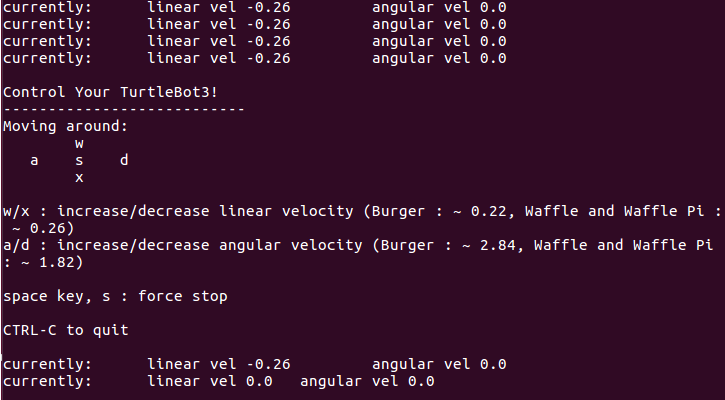 currently:	linear vel -0.26	 angular vel 0.0
currently:	linear vel -0.26	 angular vel 0.0
currently:	linear vel -0.26	 angular vel 0.0
currently:	linear vel -0.26	 angular vel 0.0
Control Your TurtleBot3!
---------------------------
Moving around:
        w
   a    s    d
        x
w/x : increase/decrease linear velocity (Burger : ~ 0.22, Waffle and Waffle Pi :
 ~ 0.26)
a/d : increase/decrease angular velocity (Burger : ~ 2.84, Waffle and Waffle Pi
: ~ 1.82)
space key, s : force stop
CTRL-C to quit
currently:	linear vel -0.26	 angular vel 0.0
currently:	linear vel 0.0	 angular vel 0.0